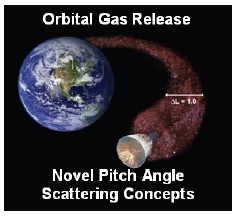 Orbital Gas Release
ΔL = 1.0
Novel Pitch Angle
Scattering Concepts